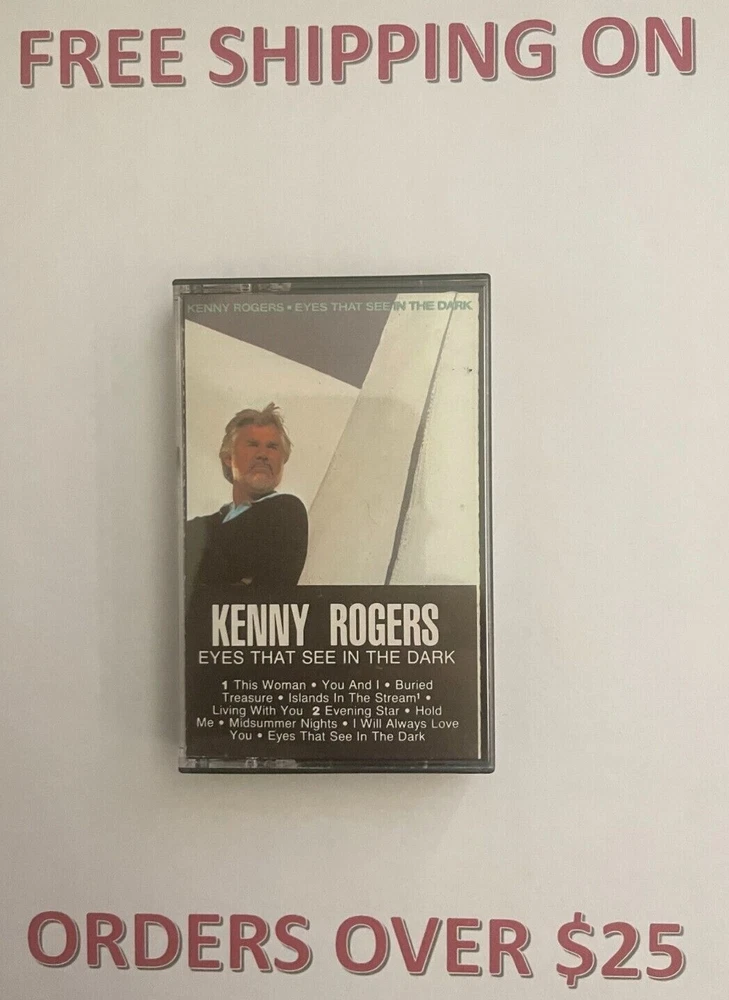 FREE SHIPPING ON
KENNY ROGERS • EYES THAT SEE IN THE DARK
KENNY ROGERS
EYES THAT SEE IN THE DARK
1 This Woman • You And I • Buried
Treasure • Islands In The Stream¹ •
Living With You 2 Evening Star • Hold
Me • Midsummer Nights • I Will Always Love
You • Eyes That See In The Dark
ORDERS OVER $25